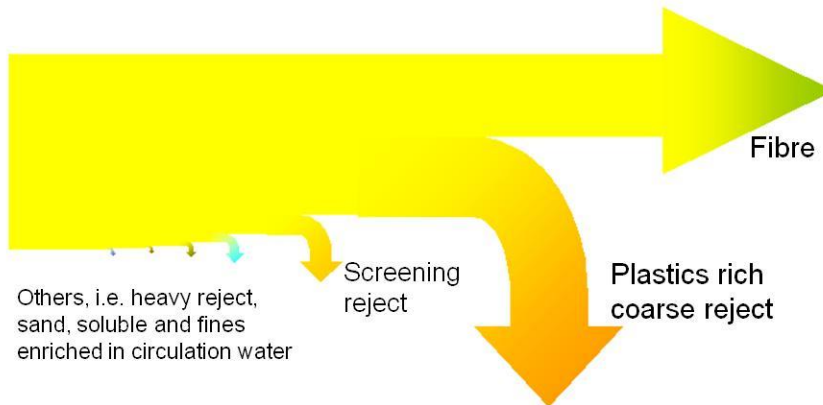 Fibre
Plastics rich
coarse reject
Screening
reject
Others, i.e. heavy reject,
sand, soluble and fines
enriched in circulation water